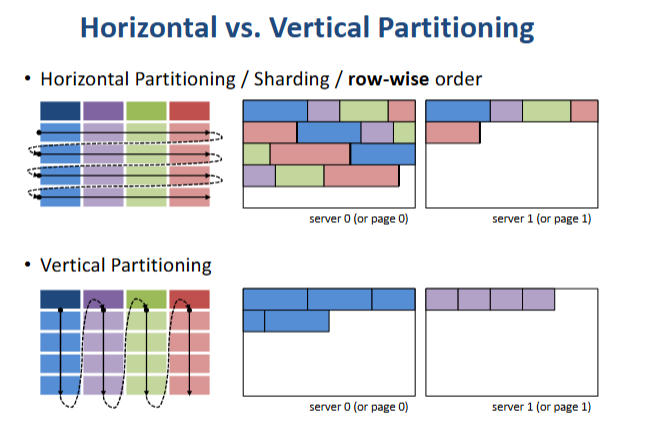 Horizontal vs. Vertical Partitioning
• Horizontal Partitioning / Sharding / row-wise order
server 0 (or page 0)
server 1 (or page 1)
• Vertical Partitioning
server 0 (or page 0)
server 1 (or page 1)